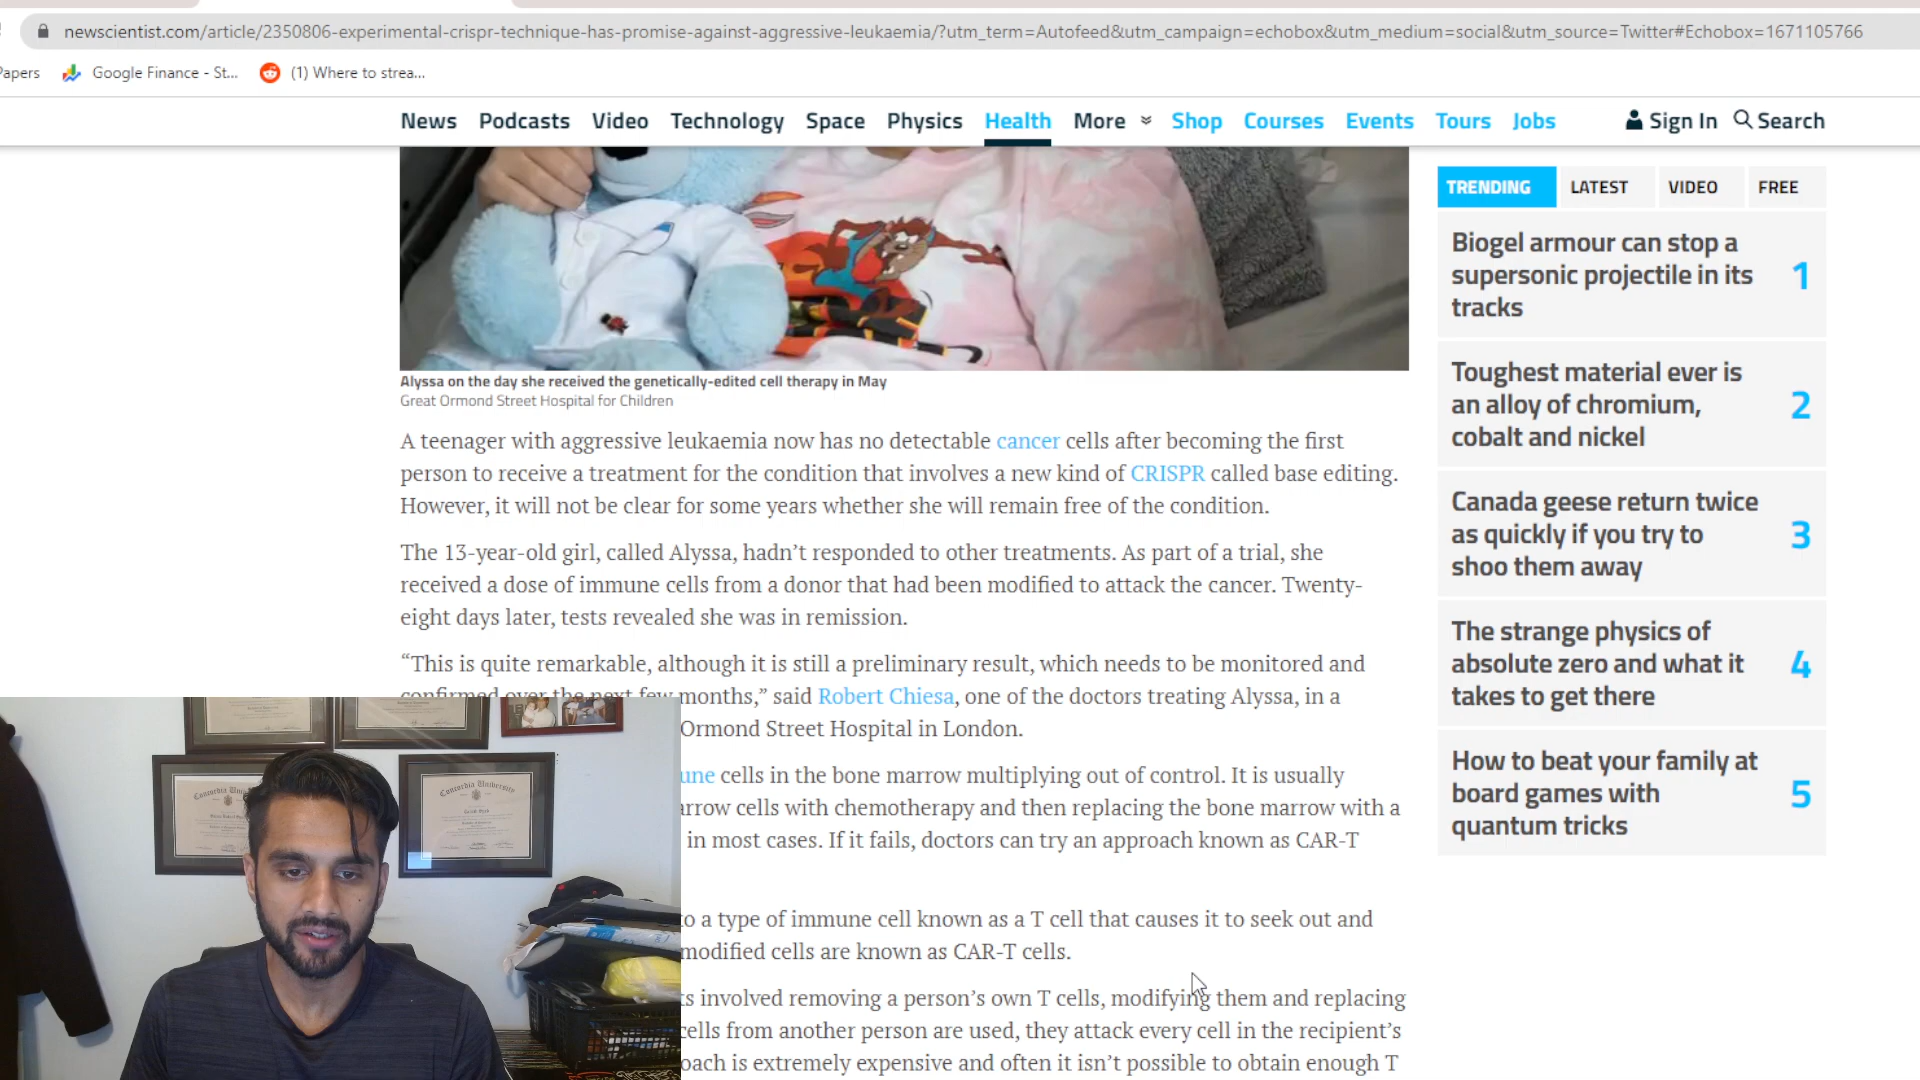 newscientist.com/article/2350806-experimental-crispr-technique-has-promise-against-aggressive-leukaemia/?utm_term=Autofeed&utm_campaign=echobox&utm_medium=social&utm_source=Twitter#Echobox=1671105766
Papers Google Finance - St... (1) Where to strea...
News Podcasts Video Technology Space Physics Health More Shop Courses Events Tours Jobs Sign In Search
Alyssa on the day she received the genetically-edited cell therapy in May
Great Ormond Street Hospital for Children
A teenager with aggressive leukaemia now has no detectable cancer cells after becoming the first
person to receive a treatment for the condition that involves a new kind of CRISPR called base editing.
However, it will not be clear for some years whether she will remain free of the condition.
The 13-year-old girl, called Alyssa, hadn't responded to other treatments. As part of a trial, she
received a dose of immune cells from a donor that had been modified to attack the cancer. Twenty-
eight days later, tests revealed she was in remission.
“This is quite remarkable, although it is still a preliminary result, which needs to be monitored and
confirmed over the next few months,” said Robert Chiesa, one of the doctors treating Alyssa, in a
Ormond Street Hospital in London.
une cells in the bone marrow multiplying out of control. It is usually
arrow cells with chemotherapy and then replacing the bone marrow with a
in most cases. If it fails, doctors can try an approach known as CAR-T
to a type of immune cell known as a T cell that causes it to seek out and
modified cells are known as CAR-T cells.
ts involved removing a person's own T cells, modifying them and replacing
cells from another person are used, they attack every cell in the recipient's
oach is extremely expensive and often it isn't possible to obtain enough T
TRENDING LATEST VIDEO FREE
Biogel armour can stop a
supersonic projectile in its 1
tracks
Toughest material ever is
an alloy of chromium, 2
cobalt and nickel
Canada geese return twice
as quickly if you try to 3
shoo them away
The strange physics of
absolute zero and what it 4
takes to get there
How to beat your family at
board games with 5
quantum tricks
Concordia University
Concordia University